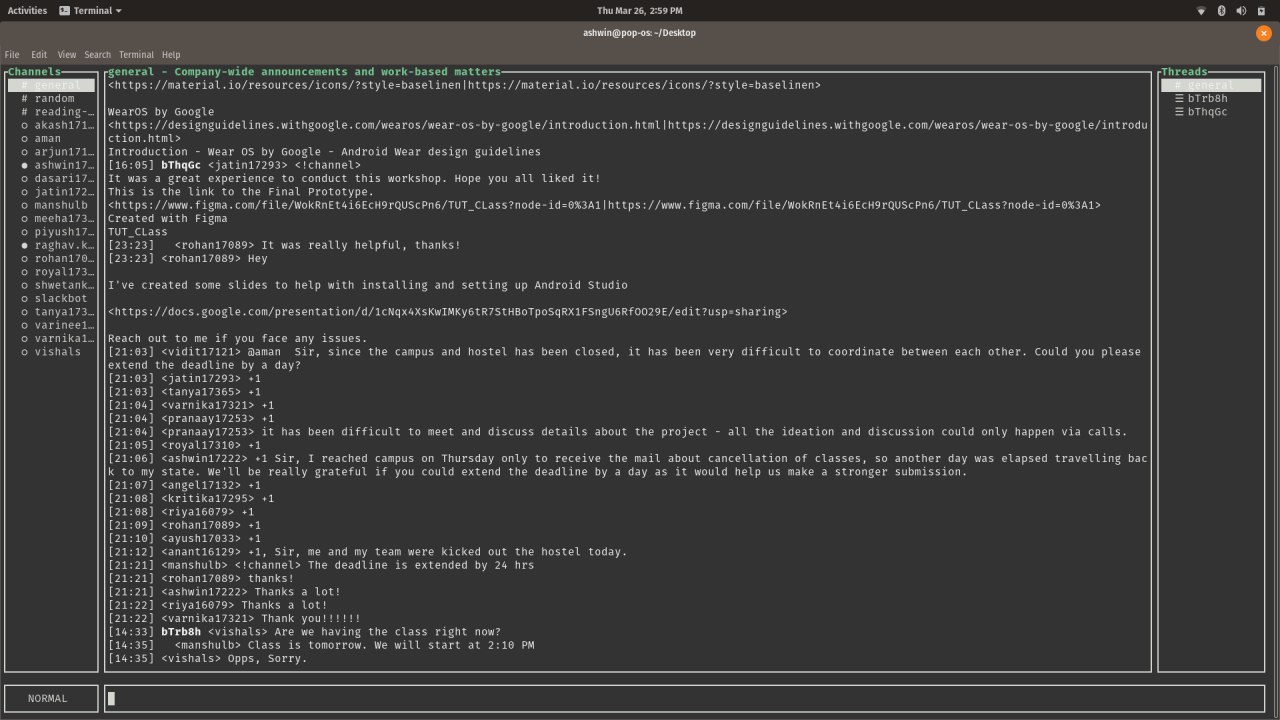 Activities Terminal Thu Mar 26, 2:59 PM
ashwin@pop-os: ~/Desktop
File Edit View Search Terminal Help
Channels
# general
# random
# reading-…
○ akash171…
○ aman
○ arjun171…
● ashwin17…
○ dasari17…
○ jatin172…
○ manshulb
○ meeha173…
○ piyush17…
● raghav.k…
○ rohan170…
○ royal173…
○ shwetank…
○ slackbot
○ tanya173…
○ varinee1…
○ varnika1…
○ vishals
general - Company-wide announcements and work-based matters
<https://material.io/resources/icons/?style=baselinen|https://material.io/resources/icons/?style=baselinen>
WearOS by Google
<https://designguidelines.withgoogle.com/wearos/wear-os-by-google/introduction.html|https://designguidelines.withgoogle.com/wearos/wear-os-by-google/introdu
ction.html>
Introduction - Wear OS by Google - Android Wear design guidelines
[16:05] bThqGc <jatin17293> <!channel>
It was a great experience to conduct this workshop. Hope you all liked it!
This is the link to the Final Prototype.
<https://www.figma.com/file/WokRnEt4i6EcH9rQUScPn6/TUT_CLass?node-id=0%3A1|https://www.figma.com/file/WokRnEt4i6EcH9rQUScPn6/TUT_CLass?node-id=0%3A1>
Created with Figma
TUT_CLass
[23:23] <rohan17089> It was really helpful, thanks!
[23:23] <rohan17089> Hey
I've created some slides to help with installing and setting up Android Studio
<https://docs.google.com/presentation/d/1cNqx4XsKwIMKy6tR7StHBoTpoSqRX1FSngU6RfOO29E/edit?usp=sharing>
Reach out to me if you face any issues.
[21:03] <vidit17121> @aman Sir, since the campus and hostel has been closed, it has been very difficult to coordinate between each other. Could you please
extend the deadline by a day?
[21:03] <jatin17293> +1
[21:03] <tanya17365> +1
[21:04] <varnika17321> +1
[21:04] <pranaay17253> +1
[21:04] <pranaay17253> it has been difficult to meet and discuss details about the project - all the ideation and discussion could only happen via calls.
[21:05] <royal17310> +1
[21:06] <ashwin17222> +1 Sir, I reached campus on Thursday only to receive the mail about cancellation of classes, so another day was elapsed travelling bac
k to my state. We'll be really grateful if you could extend the deadline by a day as it would help us make a stronger submission.
[21:07] <angel17132> +1
[21:08] <kritika17295> +1
[21:08] <riya16079> +1
[21:09] <rohan17089> +1
[21:10] <ayush17033> +1
[21:12] <anant16129> +1, Sir, me and my team were kicked out the hostel today.
[21:21] <manshulb> <!channel> The deadline is extended by 24 hrs
[21:21] <rohan17089> thanks!
[21:21] <ashwin17222> Thanks a lot!
[21:22] <riya16079> Thanks a lot!
[21:22] <varnika17321> Thank you!!!!!!
[14:33] bTrb8h <vishals> Are we having the class right now?
[14:35] <manshulb> Class is tomorrow. We will start at 2:10 PM
[14:35] <vishals> Opps, Sorry.
Threads
# general
☰ bTrb8h
☰ bThqGc
NORMAL